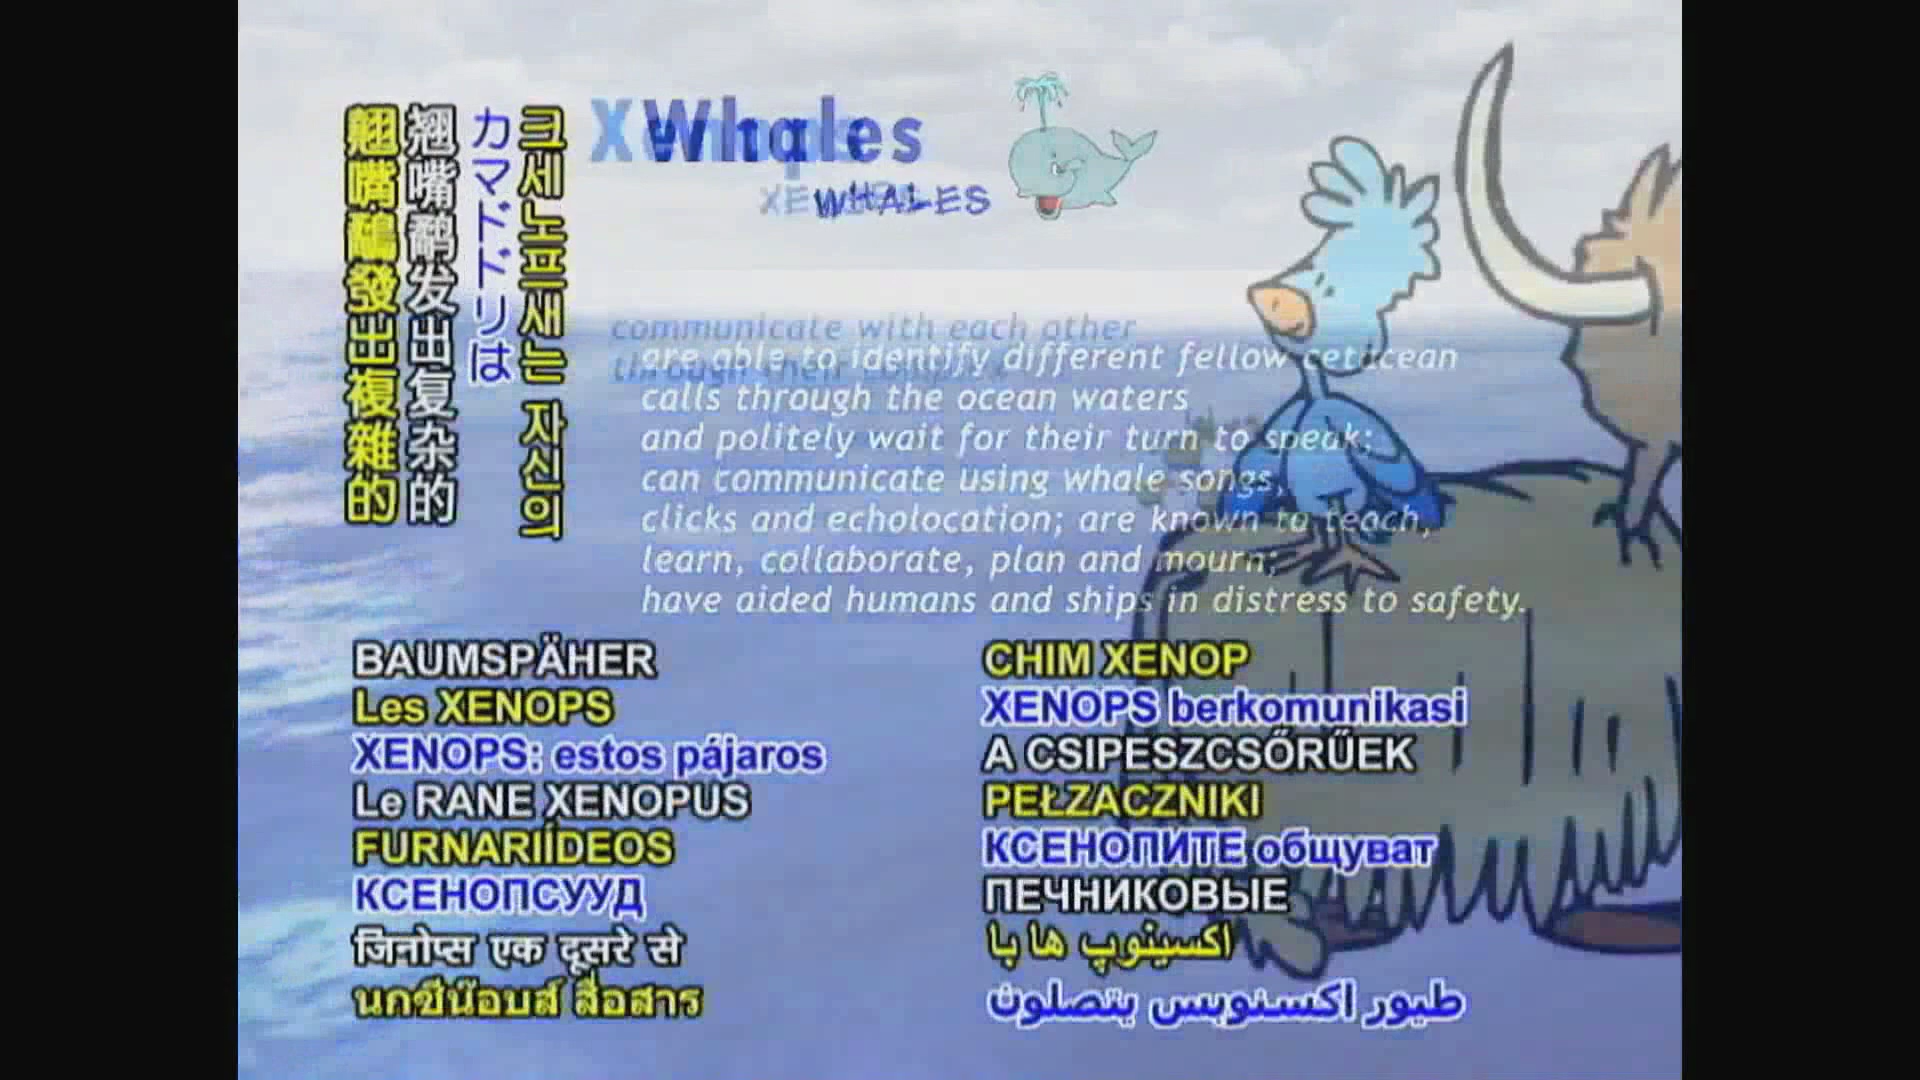 翹嘴鷸發出複雜的
翘嘴鹬发出复杂的
カマドドリは
크세노프새는 자신의
Whales
WHALES
communicate with each other
through their complex
are able to identify different fellow cetacean
calls through the ocean waters
and politely wait for their turn to speak;
can communicate using whale songs,
clicks and echolocation; are known to teach,
learn, collaborate, plan and mourn;
have aided humans and ships in distress to safety.
BAUMSPÄHER
Les XENOPS
XENOPS: estos pájaros
Le RANE XENOPUS
FURNARIÍDEOS
КСЕНОПСУУД
जिनोप्स एक दूसरे से
นกซีน๊อบส์ สื่อสาร
CHIM XENOP
XENOPS berkomunikasi
A CSIPESZCSŐRŰEK
PEŁZACZNIKI
КСЕНОПИТЕ общуват
ПЕЧНИКОВЫЕ
اکسینوپ ها با
طيور اكسنوبس يتصلون